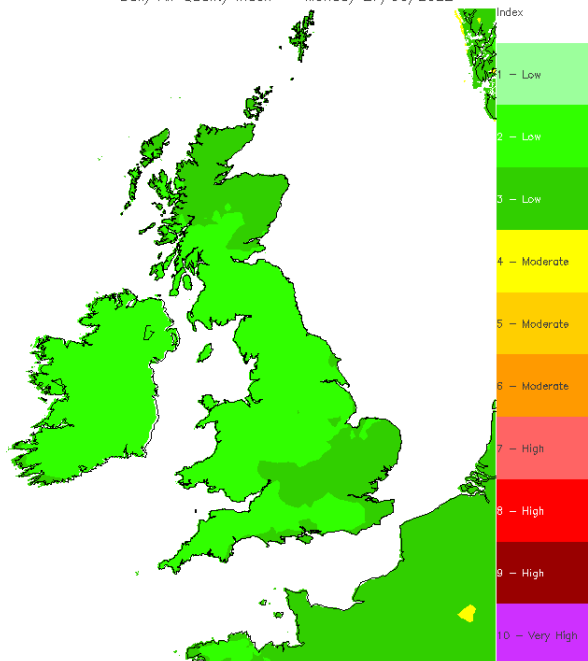 Index
1 - Low
2 - Low
3 - Low
4 - Moderate
5 - Moderate
6 - Moderate
7 - High
8 - High
9 - High
10 - Very High